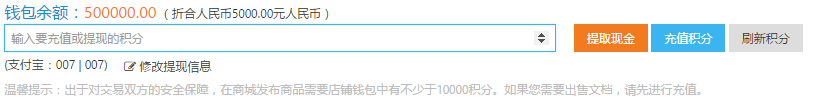 钱包余额：500000.00 ( 折合人民币5000.00元人民币 )
输入要充值或提现的积分 提取现金 充值积分 刷新积分
(支付宝：007 | 007) 修改提现信息
温馨提示：出于对交易双方的安全保障，在商城发布商品需要店铺钱包中有不少于10000积分。如果您需要出售文档，请先进行充值。